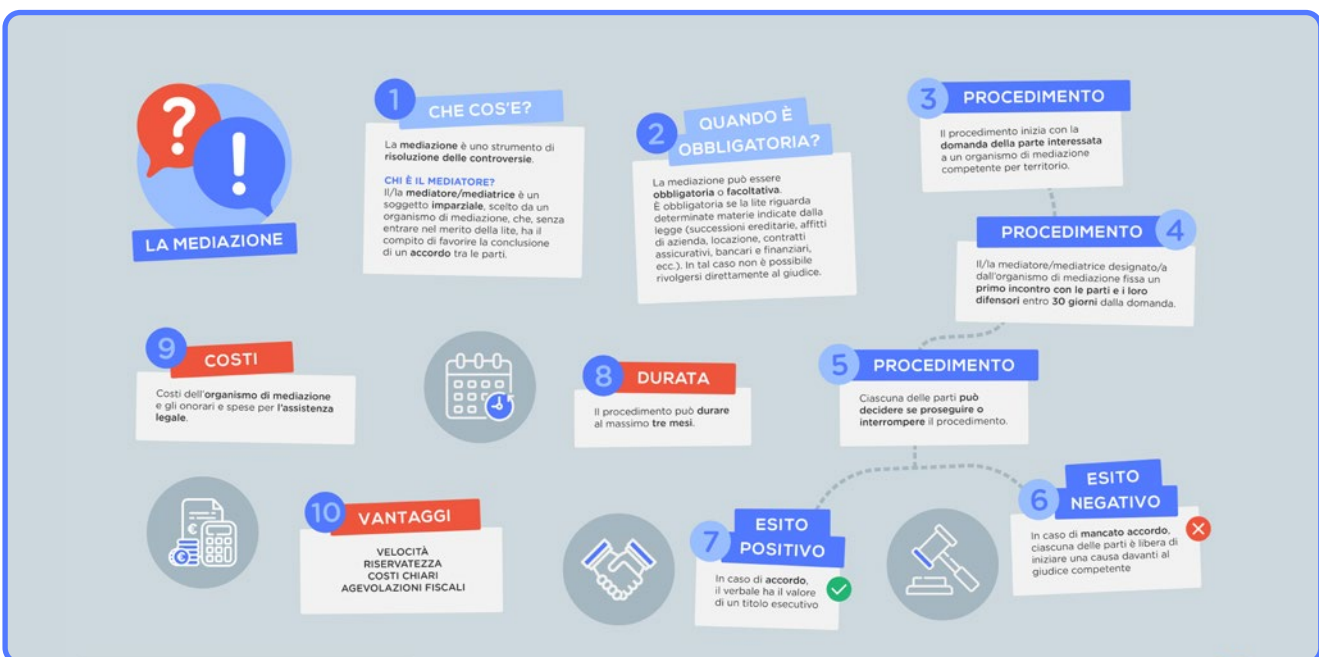 LA MEDIAZIONE
1
CHE COS'E?
La mediazione è uno strumento di
risoluzione delle controversie.
CHI È IL MEDIATORE?
Il/la mediatore/mediatrice è un
soggetto imparziale, scelto da un
organismo di mediazione, che, senza
entrare nel merito della lite, ha il
compito di favorire la conclusione
di un accordo tra le parti.
2
QUANDO È
OBBLIGATORIA?
La mediazione può essere
obbligatoria o facoltativa.
È obbligatoria se la lite riguarda
determinate materie indicate dalla
legge (successioni ereditarie, affitti
di azienda, locazione, contratti
assicurativi, bancari e finanziari,
ecc.). In tal caso non è possibile
rivolgersi direttamente al giudice.
3
PROCEDIMENTO
Il procedimento inizia con la
domanda della parte interessata
a un organismo di mediazione
competente per territorio.
PROCEDIMENTO
4
Il/la mediatore/mediatrice designato/a
dall'organismo di mediazione fissa un
primo incontro con le parti e i loro
difensori entro 30 giorni dalla domanda.
5
PROCEDIMENTO
Ciascuna delle parti può
decidere se proseguire o
interrompere il procedimento.
6
ESITO
NEGATIVO
In caso di mancato accordo,
ciascuna delle parti è libera di
iniziare una causa davanti al
giudice competente
7
ESITO
POSITIVO
In caso di accordo,
il verbale ha il valore
di un titolo esecutivo
8
DURATA
Il procedimento può durare
al massimo tre mesi.
9
COSTI
Costi dell'organismo di mediazione
e gli onorari e spese per l'assistenza
legale.
10
VANTAGGI
VELOCITÀ
RISERVATEZZA
COSTI CHIARI
AGEVOLAZIONI FISCALI